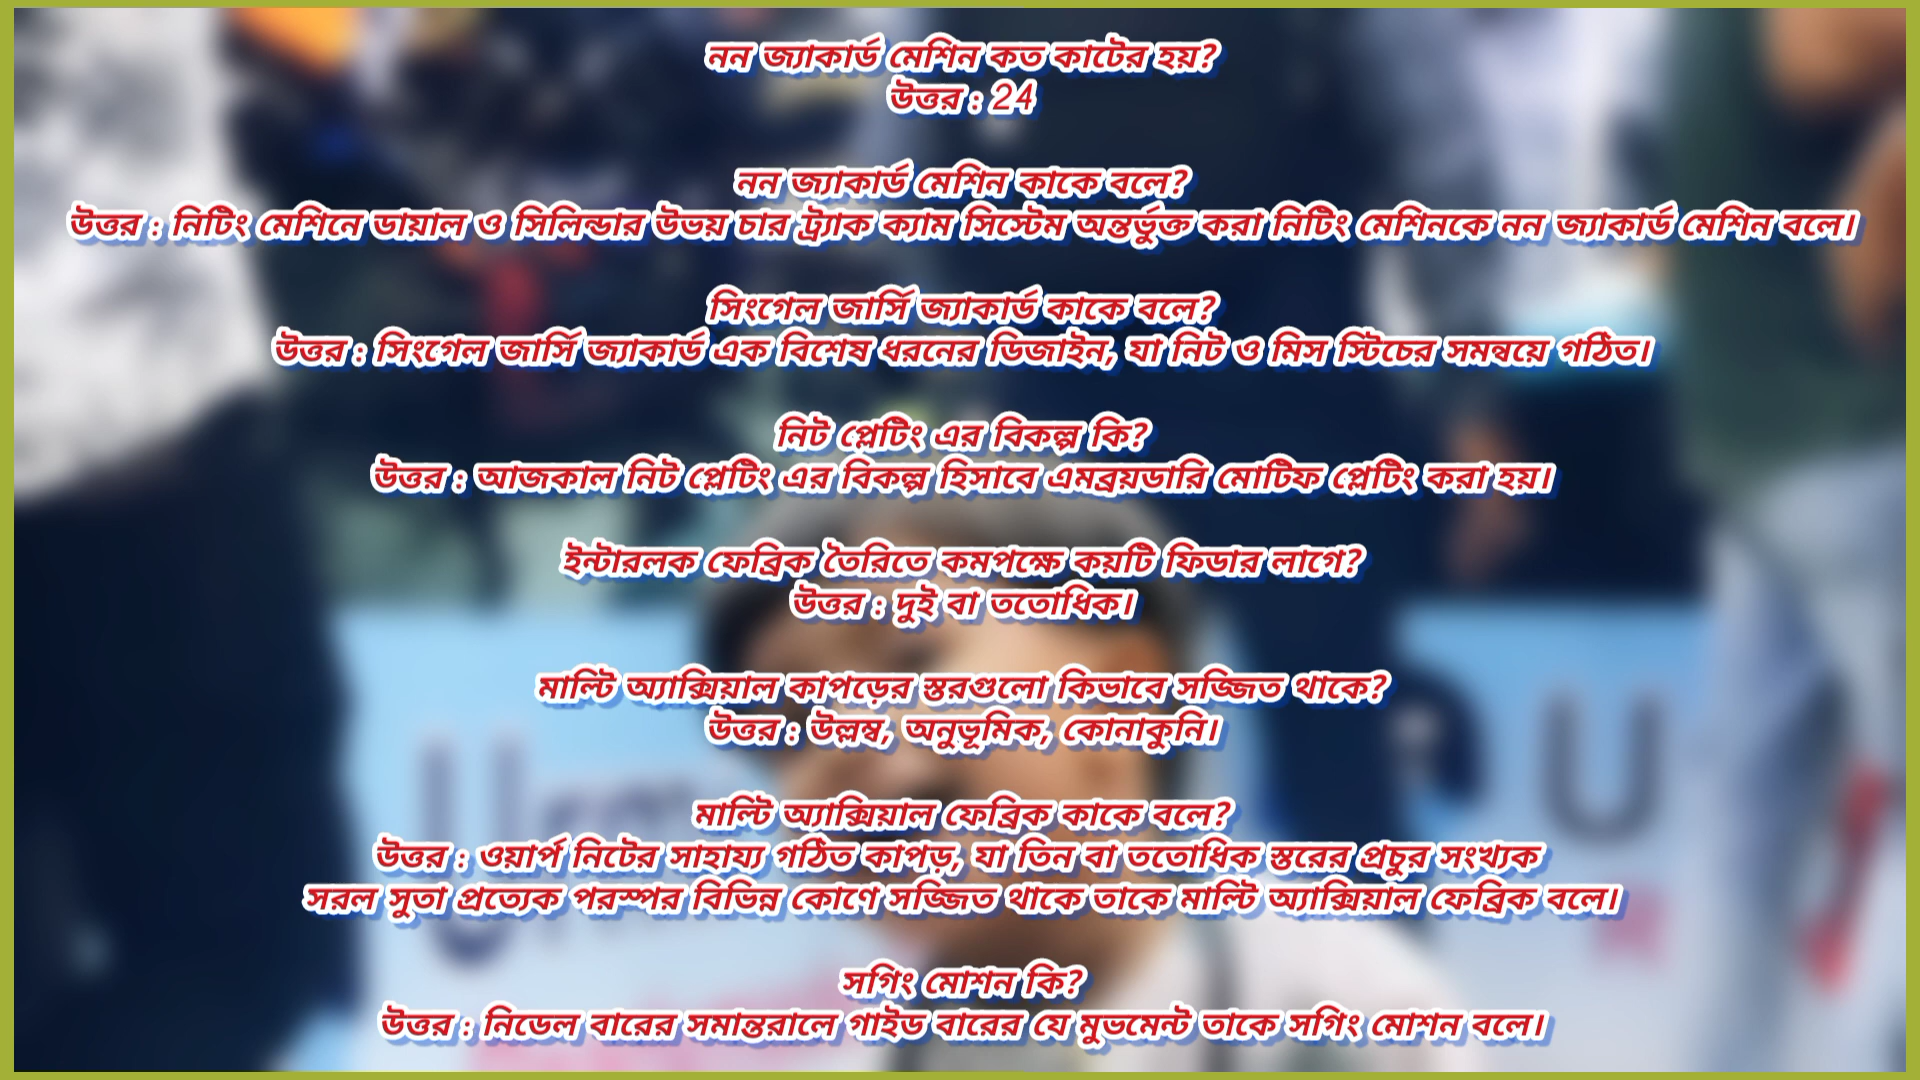 নন জ্যাকার্ড মেশিন কত কাটের হয়?
উত্তর : 24
নন জ্যাকার্ড মেশিন কাকে বলে?
উত্তর : নিটিং মেশিনে ডায়াল ও সিলিন্ডার উভয় চার ট্র্যাক ক্যাম সিস্টেম অন্তর্ভুক্ত করা নিটিং মেশিনকে নন জ্যাকার্ড মেশিন বলে।
সিংগেল জার্সি জ্যাকার্ড কাকে বলে?
উত্তর : সিংগেল জার্সি জ্যাকার্ড এক বিশেষ ধরনের ডিজাইন, যা নিট ও মিস স্টিচের সমন্বয়ে গঠিত।
নিট প্লেটিং এর বিকল্প কি?
উত্তর : আজকাল নিট প্লেটিং এর বিকল্প হিসাবে এমব্রয়ডারি মোটিফ প্লেটিং করা হয়।
ইন্টারলক ফেব্রিক তৈরিতে কমপক্ষে কয়টি ফিডার লাগে?
উত্তর : দুই বা ততোধিক।
মাল্টি অ্যাক্সিয়াল কাপড়ের স্তরগুলো কিভাবে সজ্জিত থাকে?
উত্তর : উল্লম্ব, অনুভূমিক, কোনাকুনি।
মাল্টি অ্যাক্সিয়াল ফেব্রিক কাকে বলে?
উত্তর : ওয়ার্প নিটের সাহায্য গঠিত কাপড়, যা তিন বা ততোধিক স্তরের প্রচুর সংখ্যক
সরল সুতা প্রত্যেক পরস্পর বিভিন্ন কোণে সজ্জিত থাকে তাকে মাল্টি অ্যাক্সিয়াল ফেব্রিক বলে।
সগিং মোশন কি?
উত্তর : নিডেল বারের সমান্তরালে গাইড বারের যে মুভমেন্ট তাকে সগিং মোশন বলে।